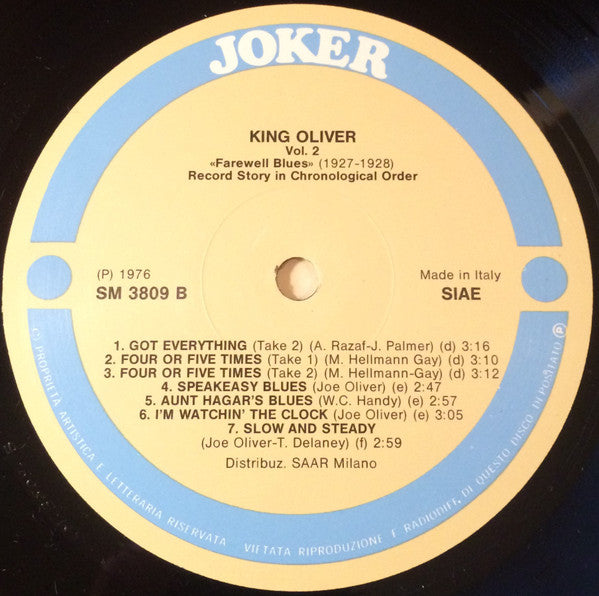 JOKER
KING OLIVER
Vol. 2
«Farewell Blues» (1927-1928)
Record Story in Chronological Order
(P) 1976
Made in Italy
SM 3809 B
SIAE
1. GOT EVERYTHING (Take 2) (A. Razaf-J. Palmer) (d) 3:16
2. FOUR OR FIVE TIMES (Take 1) (M. Hellmann Gay) (d) 3:10
3. FOUR OR FIVE TIMES (Take 2) (M. Hellmann-Gay) (d) 3:12
4. SPEAKEASY BLUES (Joe Oliver) (e) 2:47
5. AUNT HAGAR'S BLUES (W.C. Handy) (e) 2:57
6. I'M WATCHIN' THE CLOCK (Joe Oliver) (e) 3:05
7. SLOW AND STEADY
(Joe Oliver-T. Delaney) (f) 2:59
Distribuz. SAAR Milano
© PROPRIETA ARTISTICA E LETTERARIA RISERVATA VIETATA RIPRODUZIONE E RADIODIFF. DI QUESTO DISCO DEPOSITATO ℗